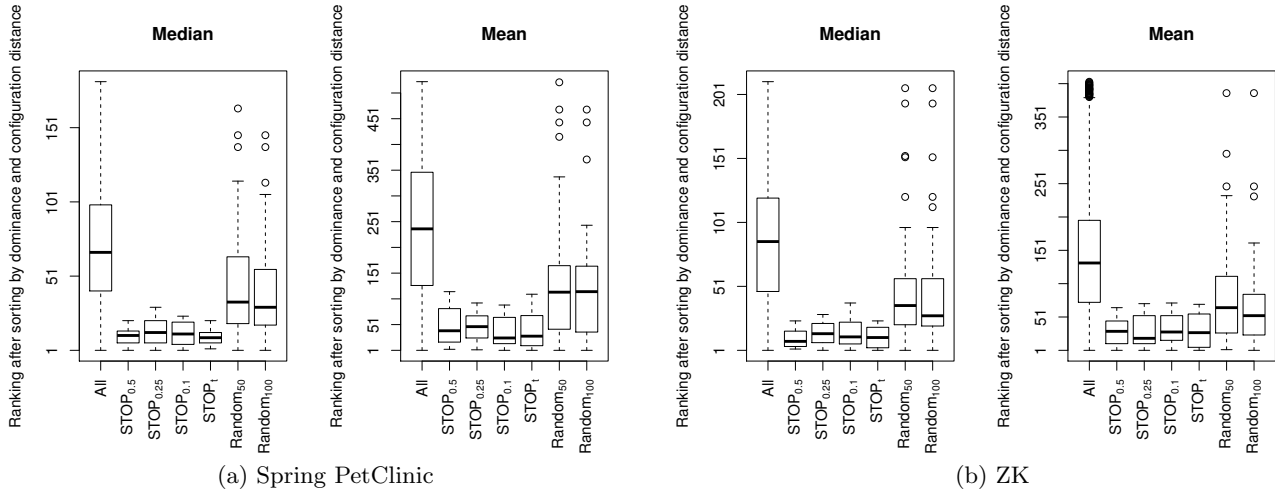 Median
Ranking after sorting by dominance and configuration distance
151
101
51
1
All
STOP0.5
STOP0.25
STOP0.1
STOPt
Random50
Random100
Mean
Ranking after sorting by dominance and configuration distance
451
351
251
151
51
1
All
STOP0.5
STOP0.25
STOP0.1
STOPt
Random50
Random100
(a) Spring PetClinic
Median
Ranking after sorting by dominance and configuration distance
201
151
101
51
1
All
STOP0.5
STOP0.25
STOP0.1
STOPt
Random50
Random100
Mean
Ranking after sorting by dominance and configuration distance
351
251
151
51
1
All
STOP0.5
STOP0.25
STOP0.1
STOPt
Random50
Random100
(b) ZK